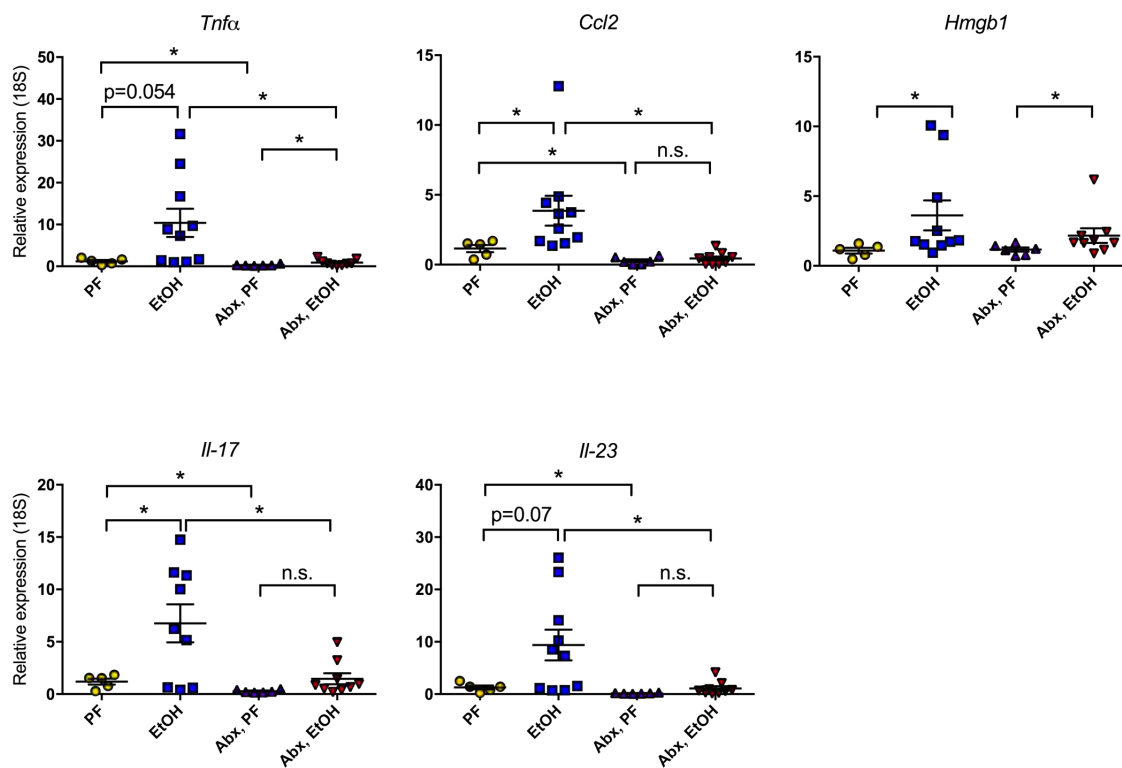 Tnfα
Relative expression (18S)
50
40
30
20
10
0
*
p=0.054
*
*
PF
EtOH
Abx, PF
Abx, EtOH
Ccl2
15
10
5
0
*
*
*
n.s.
PF
EtOH
Abx, PF
Abx, EtOH
Hmgb1
15
10
5
0
*
*
PF
EtOH
Abx, PF
Abx, EtOH
Il-17
Relative expression (18S)
20
15
10
5
0
*
*
*
n.s.
PF
EtOH
Abx, PF
Abx, EtOH
Il-23
40
30
20
10
0
*
p=0.07
*
n.s.
PF
EtOH
Abx, PF
Abx, EtOH